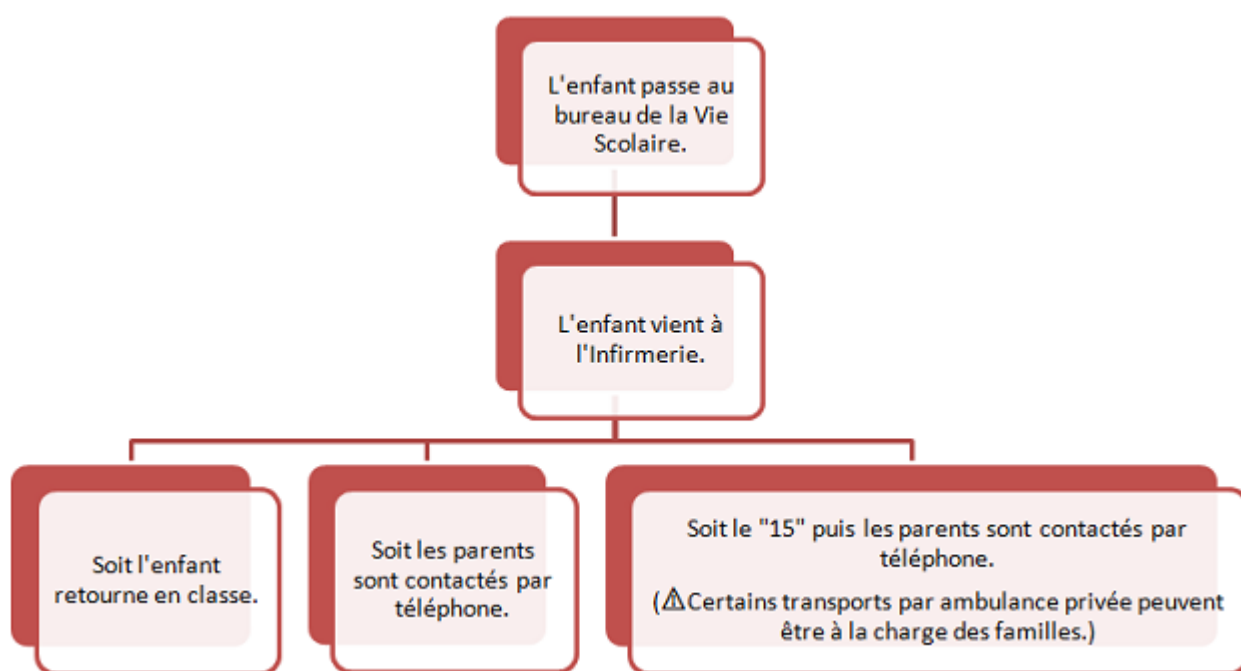 L'enfant passe au
bureau de la Vie
Scolaire.
L'enfant vient à
l'Infirmerie.
Soit l'enfant
retourne en classe.
Soit les parents
sont contactés par
téléphone.
Soit le "15" puis les parents sont contactés par
téléphone.
(⚠Certains transports par ambulance privée peuvent
être à la charge des familles.)